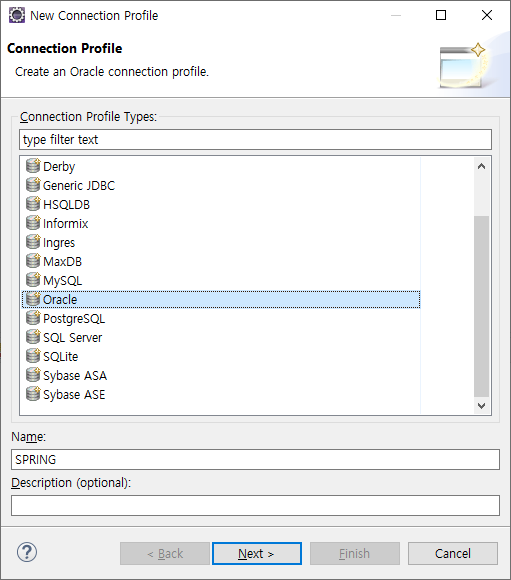 New Connection Profile
Connection Profile
Create an Oracle connection profile.
Connection Profile Types:
type filter text
Derby
Generic JDBC
HSQLDB
Informix
Ingres
MaxDB
MySQL
Oracle
PostgreSQL
SQL Server
SQLite
Sybase ASA
Sybase ASE
Name:
SPRING
Description (optional):
? < Back Next > Finish Cancel